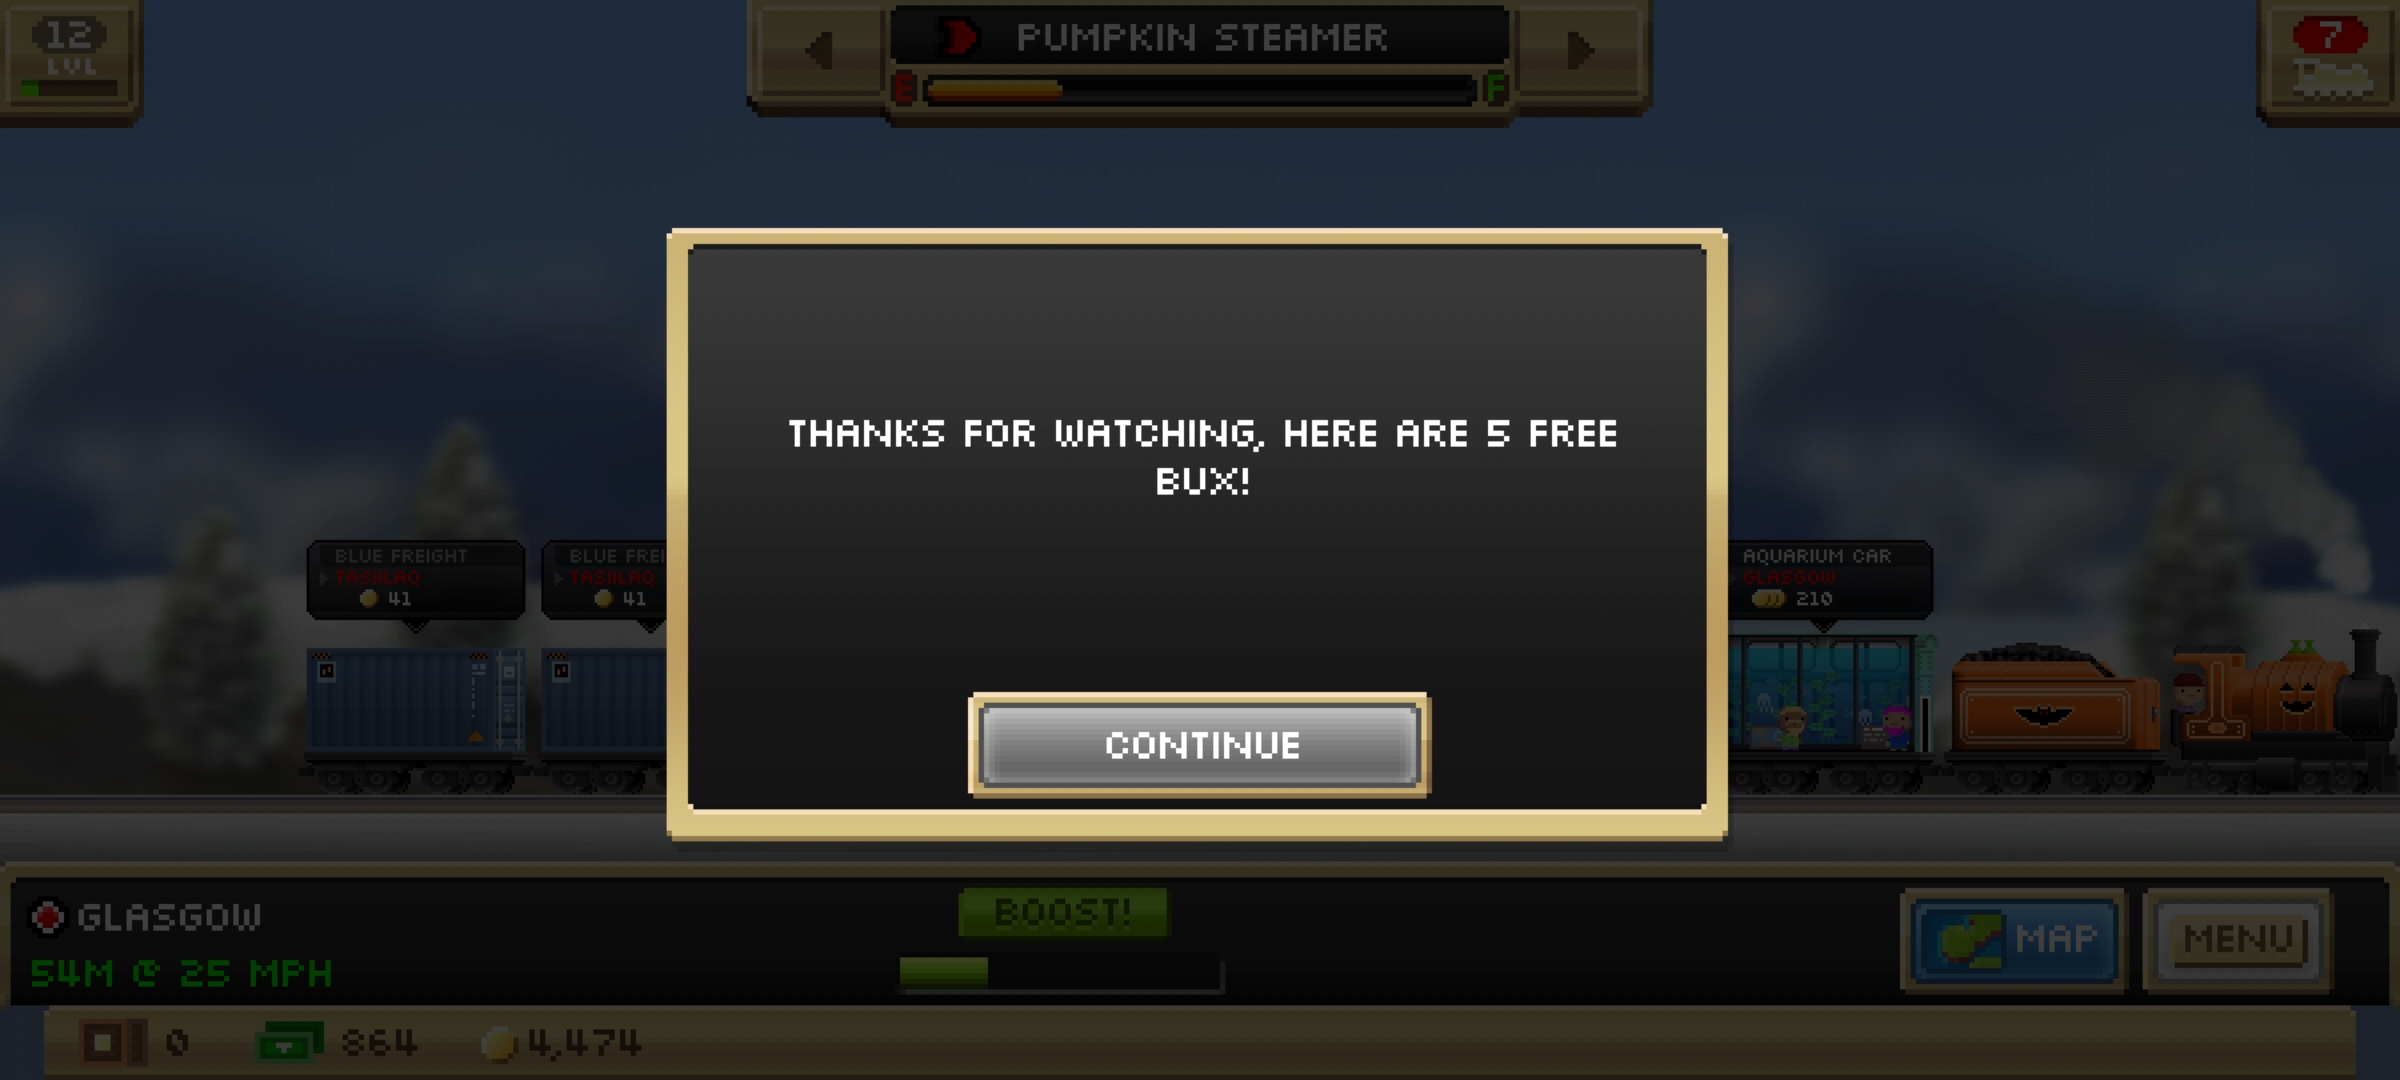 12
LVL
PUMPKIN STEAMER
E
F
7
THANKS FOR WATCHING, HERE ARE 5 FREE
BUX!
BLUE FREIGHT
TASIILAQ
41
BLUE FREI
TASIILAQ
41
AQUARIUM CAR
GLASGOW
210
CONTINUE
GLASGOW
54M @ 25 MPH
BOOST!
MAP
MENU
0
864
4,474